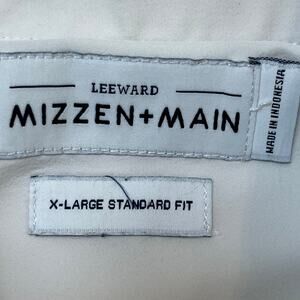 LEEWARD
MIZZEN+MAIN
MADE IN INDONESIA
X-LARGE STANDARD FIT